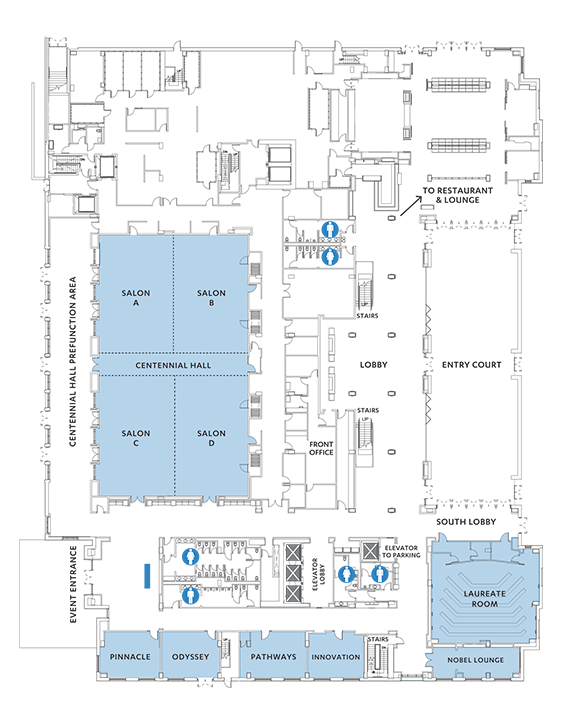 TO RESTAURANT
& LOUNGE
SALON
A
SALON
B
UP
STAIRS
CENTENNIAL HALL PREFUNCTION AREA
CENTENNIAL HALL
LOBBY
ENTRY COURT
STAIRS
UP
SALON
C
SALON
D
FRONT
OFFICE
SOUTH LOBBY
EVENT ENTRANCE
ELEVATOR
LOBBY
ELEVATOR
TO PARKING
LAUREATE
ROOM
STAIRS
PINNACLE
ODYSSEY
PATHWAYS
INNOVATION
NOBEL LOUNGE